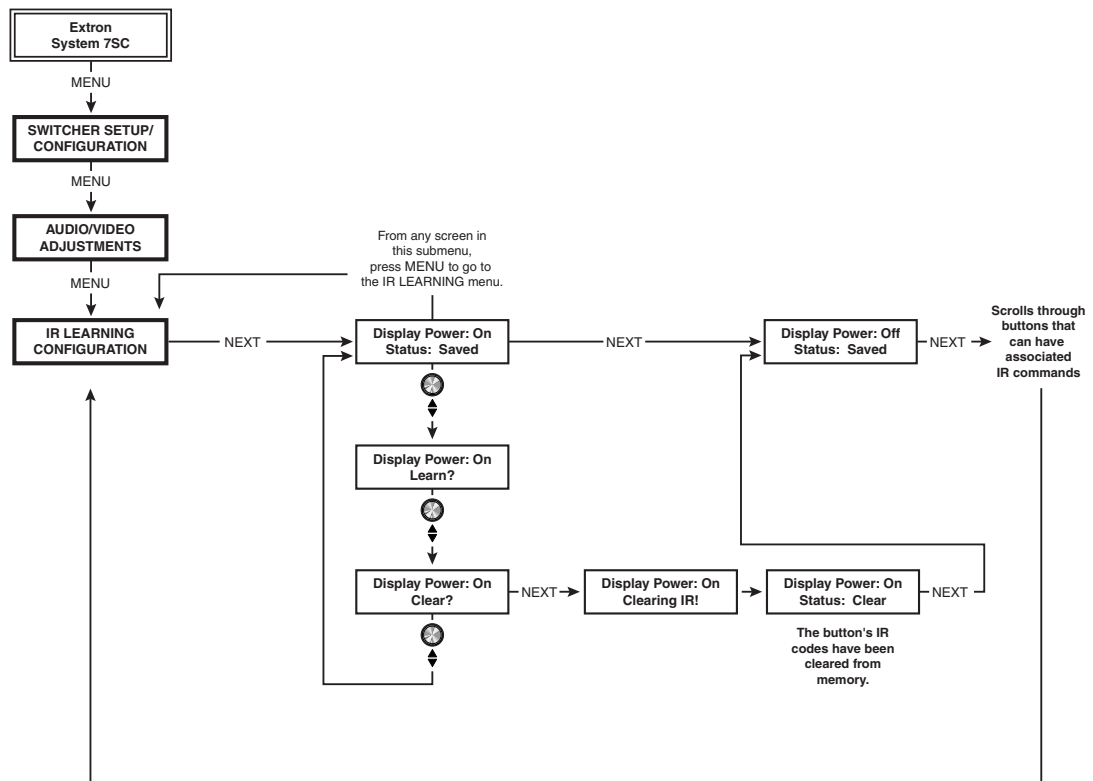 Extron
System 7SC
MENU
SWITCHER SETUP/
CONFIGURATION
MENU
AUDIO/VIDEO
ADJUSTMENTS
MENU
IR LEARNING
CONFIGURATION
NEXT
From any screen in
this submenu,
press MENU to go to
the IR LEARNING menu.
Display Power: On
Status: Saved
NEXT
Display Power: Off
Status: Saved
NEXT
Scrolls through
buttons that
can have
associated
IR commands
Display Power: On
Learn?
Display Power: On
Clear?
NEXT
Display Power: On
Clearing IR!
Display Power: On
Status: Clear
NEXT
The button's IR
codes have been
cleared from
memory.